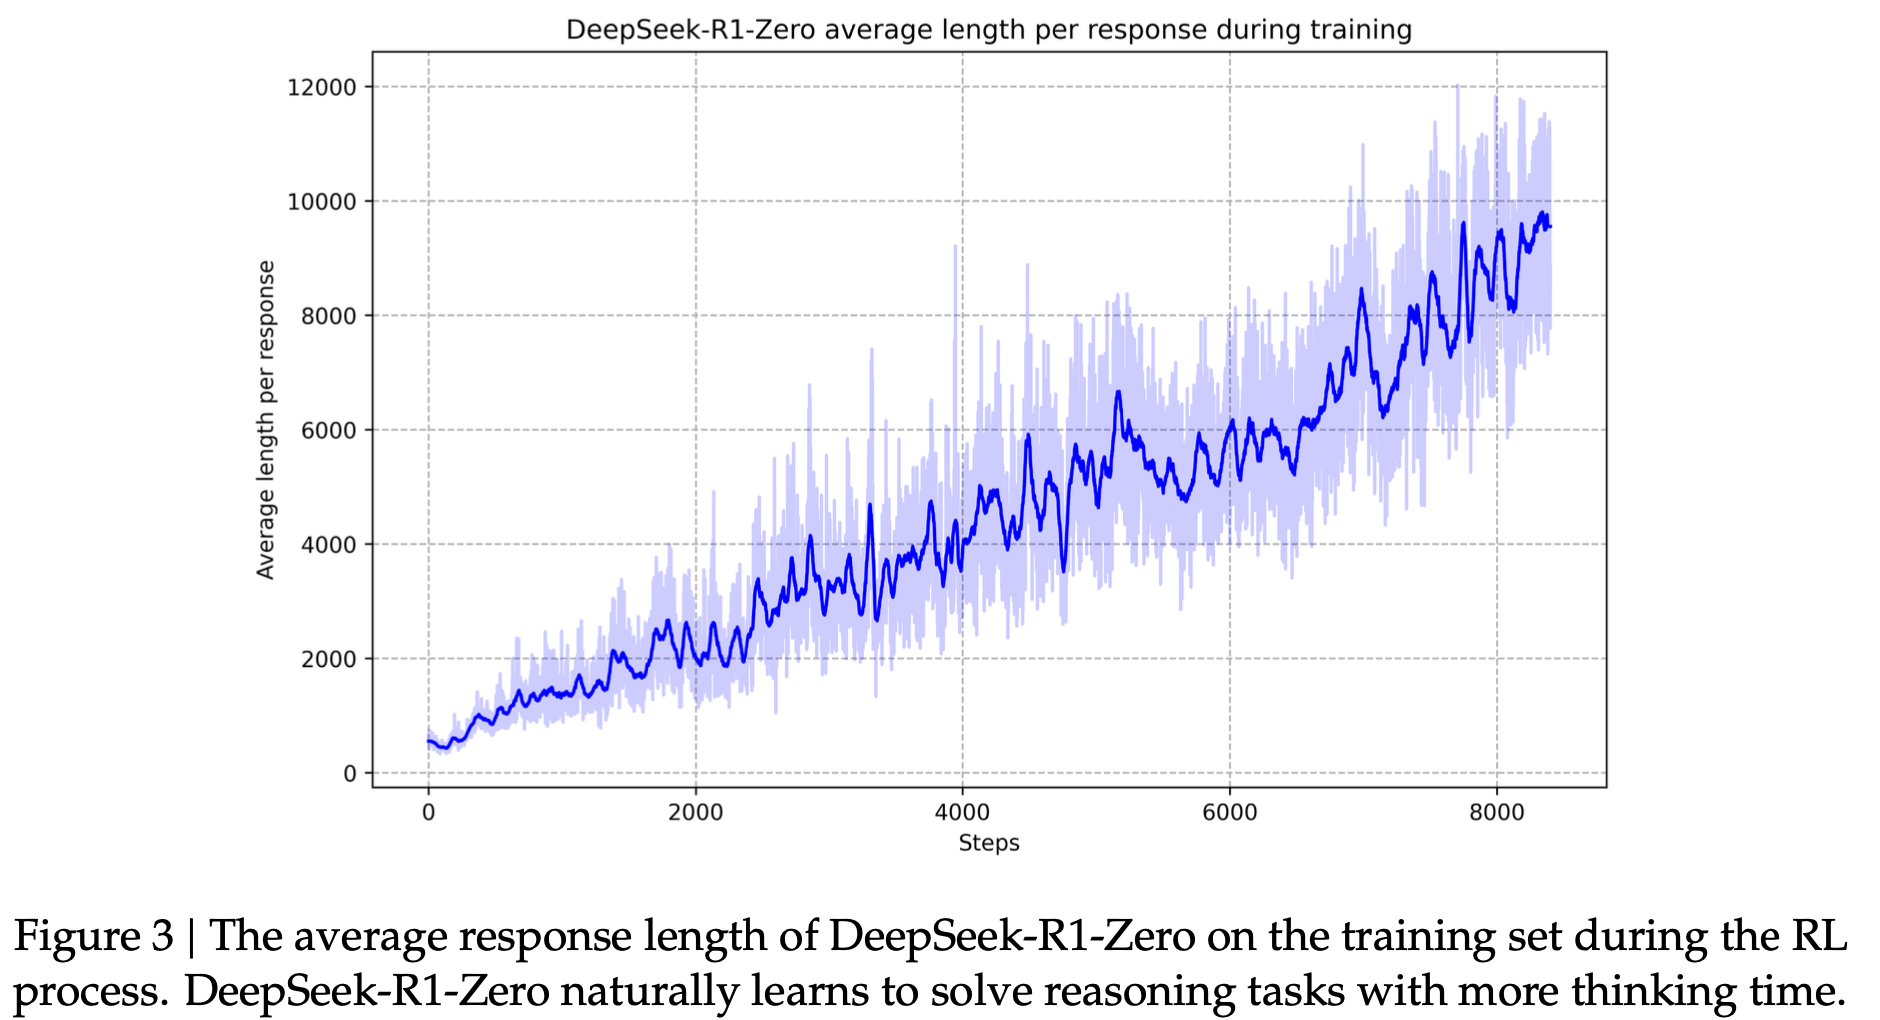 DeepSeek-R1-Zero average length per response during training
12000
10000
8000
6000
4000
2000
0
Average length per response
0 2000 4000 6000 8000
Steps
Figure 3 | The average response length of DeepSeek-R1-Zero on the training set during the RL
process. DeepSeek-R1-Zero naturally learns to solve reasoning tasks with more thinking time.